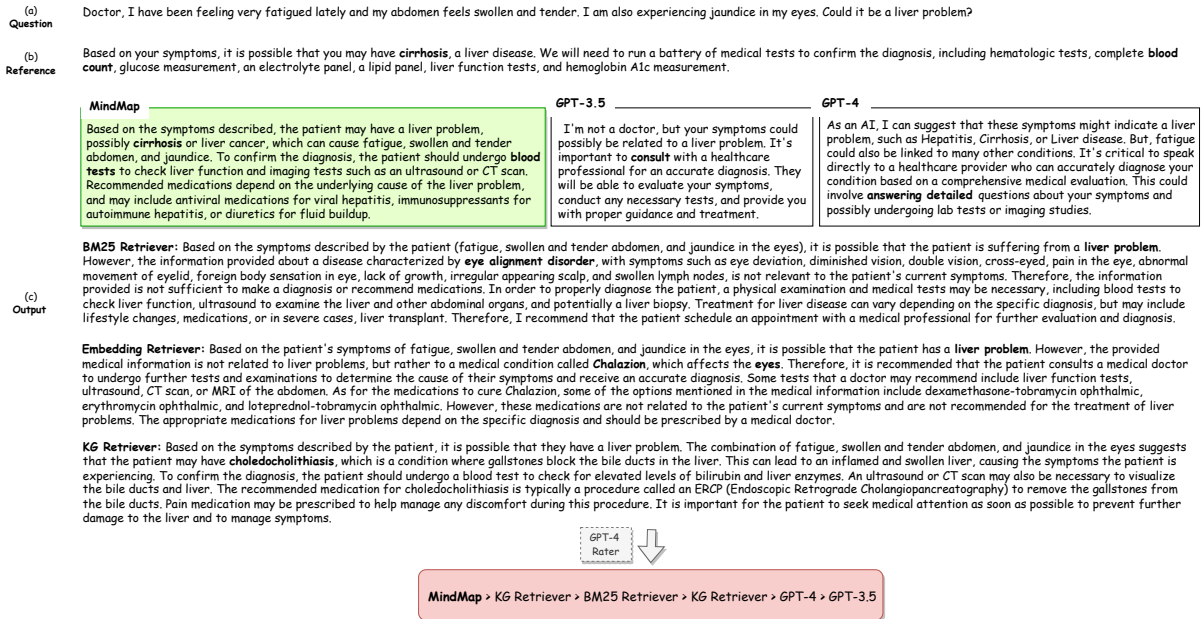 (a)
Question
Doctor, I have been feeling very fatigued lately and my abdomen feels swollen and tender. I am also experiencing jaundice in my eyes. Could it be a liver problem?
(b)
Reference
Based on your symptoms, it is possible that you may have cirrhosis, a liver disease. We will need to run a battery of medical tests to confirm the diagnosis, including hematologic tests, complete blood
count, glucose measurement, an electrolyte panel, a lipid panel, liver function tests, and hemoglobin A1c measurement.
MindMap
Based on the symptoms described, the patient may have a liver problem,
possibly cirrhosis or liver cancer, which can cause fatigue, swollen and tender
abdomen, and jaundice. To confirm the diagnosis, the patient should undergo blood
tests to check liver function and imaging tests such as an ultrasound or CT scan.
Recommended medications depend on the underlying cause of the liver problem,
and may include antiviral medications for viral hepatitis, immunosuppressants for
autoimmune hepatitis, or diuretics for fluid buildup.
GPT-3.5
I'm not a doctor, but your symptoms could
possibly be related to a liver problem. It's
important to consult with a healthcare
professional for an accurate diagnosis. They
will be able to evaluate your symptoms,
conduct any necessary tests, and provide you
with proper guidance and treatment.
GPT-4
As an AI, I can suggest that these symptoms might indicate a liver
problem, such as Hepatitis, Cirrhosis, or Liver disease. But, fatigue
could also be linked to many other conditions. It's critical to speak
directly to a healthcare provider who can accurately diagnose your
condition based on a comprehensive medical evaluation. This could
involve answering detailed questions about your symptoms and
possibly undergoing lab tests or imaging studies.
(c)
Output
BM25 Retriever: Based on the symptoms described by the patient (fatigue, swollen and tender abdomen, and jaundice in the eyes), it is possible that the patient is suffering from a liver problem.
However, the information provided about a disease characterized by eye alignment disorder, with symptoms such as eye deviation, diminished vision, double vision, cross-eyed, pain in the eye, abnormal
movement of eyelid, foreign body sensation in eye, lack of growth, irregular appearing scalp, and swollen lymph nodes, is not relevant to the patient's current symptoms. Therefore, the information
provided is not sufficient to make a diagnosis or recommend medications. In order to properly diagnose the patient, a physical examination and medical tests may be necessary, including blood tests to
check liver function, ultrasound to examine the liver and other abdominal organs, and potentially a liver biopsy. Treatment for liver disease can vary depending on the specific diagnosis, but may include
lifestyle changes, medications, or in severe cases, liver transplant. Therefore, I recommend that the patient schedule an appointment with a medical professional for further evaluation and diagnosis.
Embedding Retriever: Based on the patient's symptoms of fatigue, swollen and tender abdomen, and jaundice in the eyes, it is possible that the patient has a liver problem. However, the provided
medical information is not related to liver problems, but rather to a medical condition called Chalazion, which affects the eyes. Therefore, it is recommended that the patient consults a medical doctor
to undergo further tests and examinations to determine the cause of their symptoms and receive an accurate diagnosis. Some tests that a doctor may recommend include liver function tests,
ultrasound, CT scan, or MRI of the abdomen. As for the medications to cure Chalazion, some of the options mentioned in the medical information include dexamethasone-tobramycin ophthalmic,
erythromycin ophthalmic, and loteprednol-tobramycin ophthalmic. However, these medications are not related to the patient's current symptoms and are not recommended for the treatment of liver
problems. The appropriate medications for liver problems depend on the specific diagnosis and should be prescribed by a medical doctor.
KG Retriever: Based on the symptoms described by the patient, it is possible that they have a liver problem. The combination of fatigue, swollen and tender abdomen, and jaundice in the eyes suggests
that the patient may have choledocholithiasis, which is a condition where gallstones block the bile ducts in the liver. This can lead to an inflamed and swollen liver, causing the symptoms the patient is
experiencing. To confirm the diagnosis, the patient should undergo a blood test to check for elevated levels of bilirubin and liver enzymes. An ultrasound or CT scan may also be necessary to visualize
the bile ducts and liver. The recommended medication for choledocholithiasis is typically a procedure called an ERCP (Endoscopic Retrograde Cholangiopancreatography) to remove the gallstones from
the bile ducts. Pain medication may be prescribed to help manage any discomfort during this procedure. It is important for the patient to seek medical attention as soon as possible to prevent further
damage to the liver and to manage symptoms.
GPT-4
Rater
MindMap > KG Retriever > BM25 Retriever > KG Retriever > GPT-4 > GPT-3.5